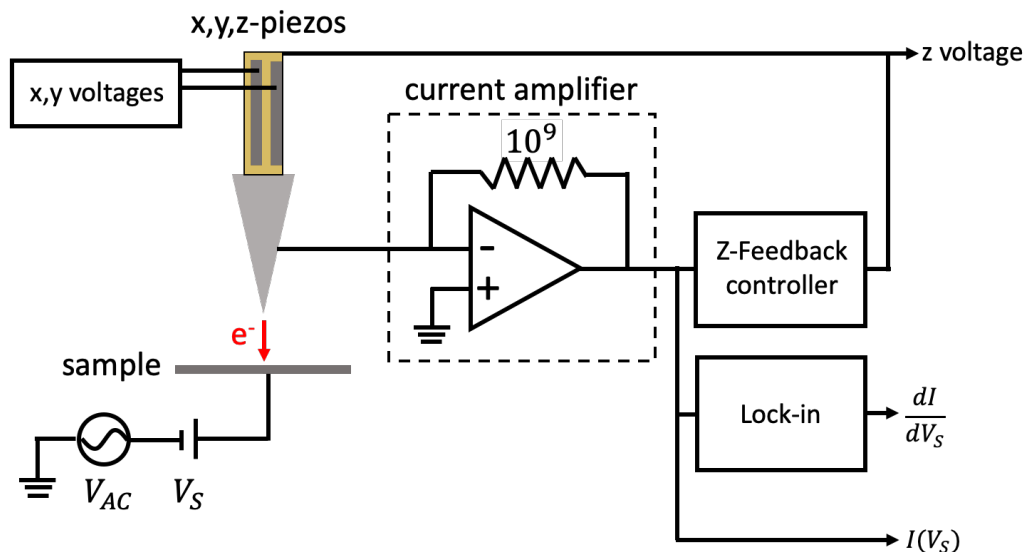 x,y,z-piezos
z voltage
x,y voltages
current amplifier
10⁹
-
+
Z-Feedback
controller
e⁻
sample
Lock-in
dI
dV_S
V_AC
V_S
I(V_S)